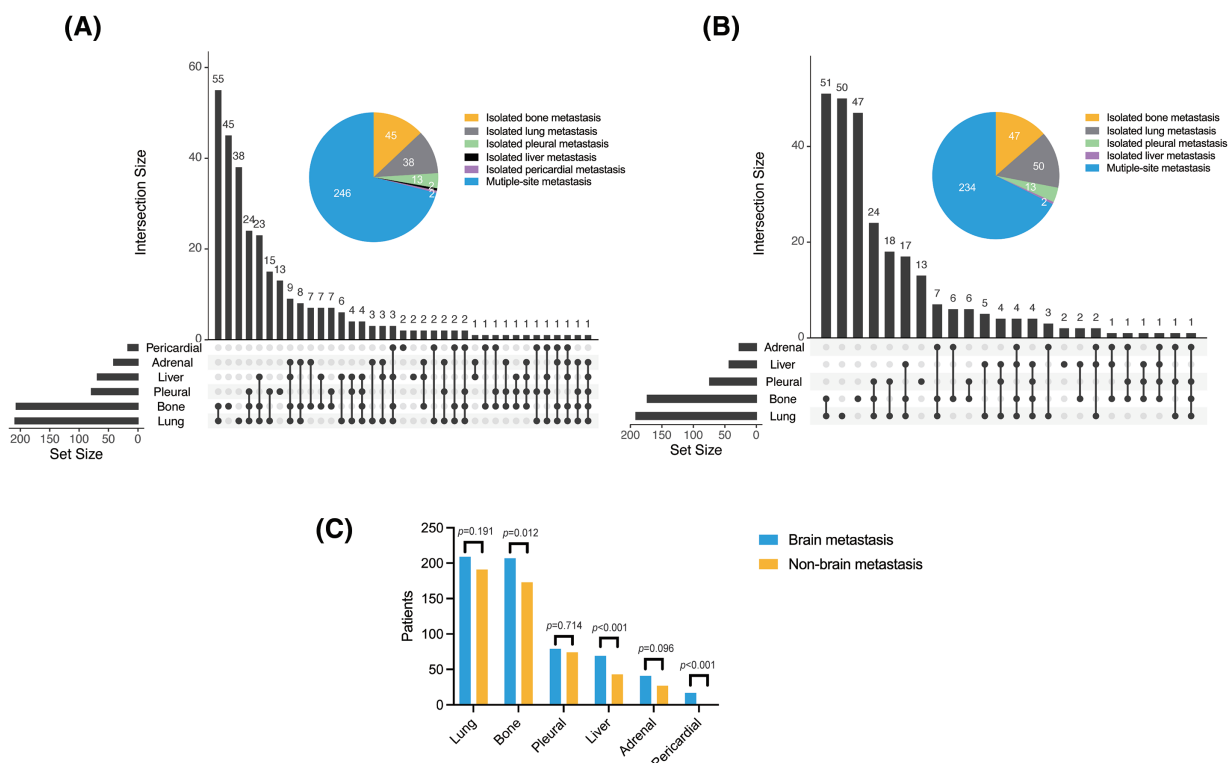 (A)
Intersection Size
60
40
20
0
55 45 38 24 23 15 13 9 8 7 7 7 6 4 4 3 3 3 2 2 2 2 2 2 2 1 1 1 1 1 1 1 1 1 1 1 1
45
38
13
2
2
246
Isolated bone metastasis
Isolated lung metastasis
Isolated pleural metastasis
Isolated liver metastasis
Isolated pericardial metastasis
Mutiple-site metastasis
Pericardial
Adrenal
Liver
Pleural
Bone
Lung
200 150 100 50 0
Set Size
(B)
Intersection Size
40
20
0
51 50 47 24 18 17 13 7 6 6 5 4 4 4 3 2 2 2 1 1 1 1 1 1
47
50
13
2
234
Isolated bone metastasis
Isolated lung metastasis
Isolated pleural metastasis
Isolated liver metastasis
Mutiple-site metastasis
Adrenal
Liver
Pleural
Bone
Lung
200 150 100 50 0
Set Size
(C)
Patients
250
200
150
100
50
0
p=0.191
p=0.012
p=0.714
p<0.001
p=0.096
p<0.001
Lung
Bone
Pleural
Liver
Adrenal
Pericardial
Brain metastasis
Non-brain metastasis